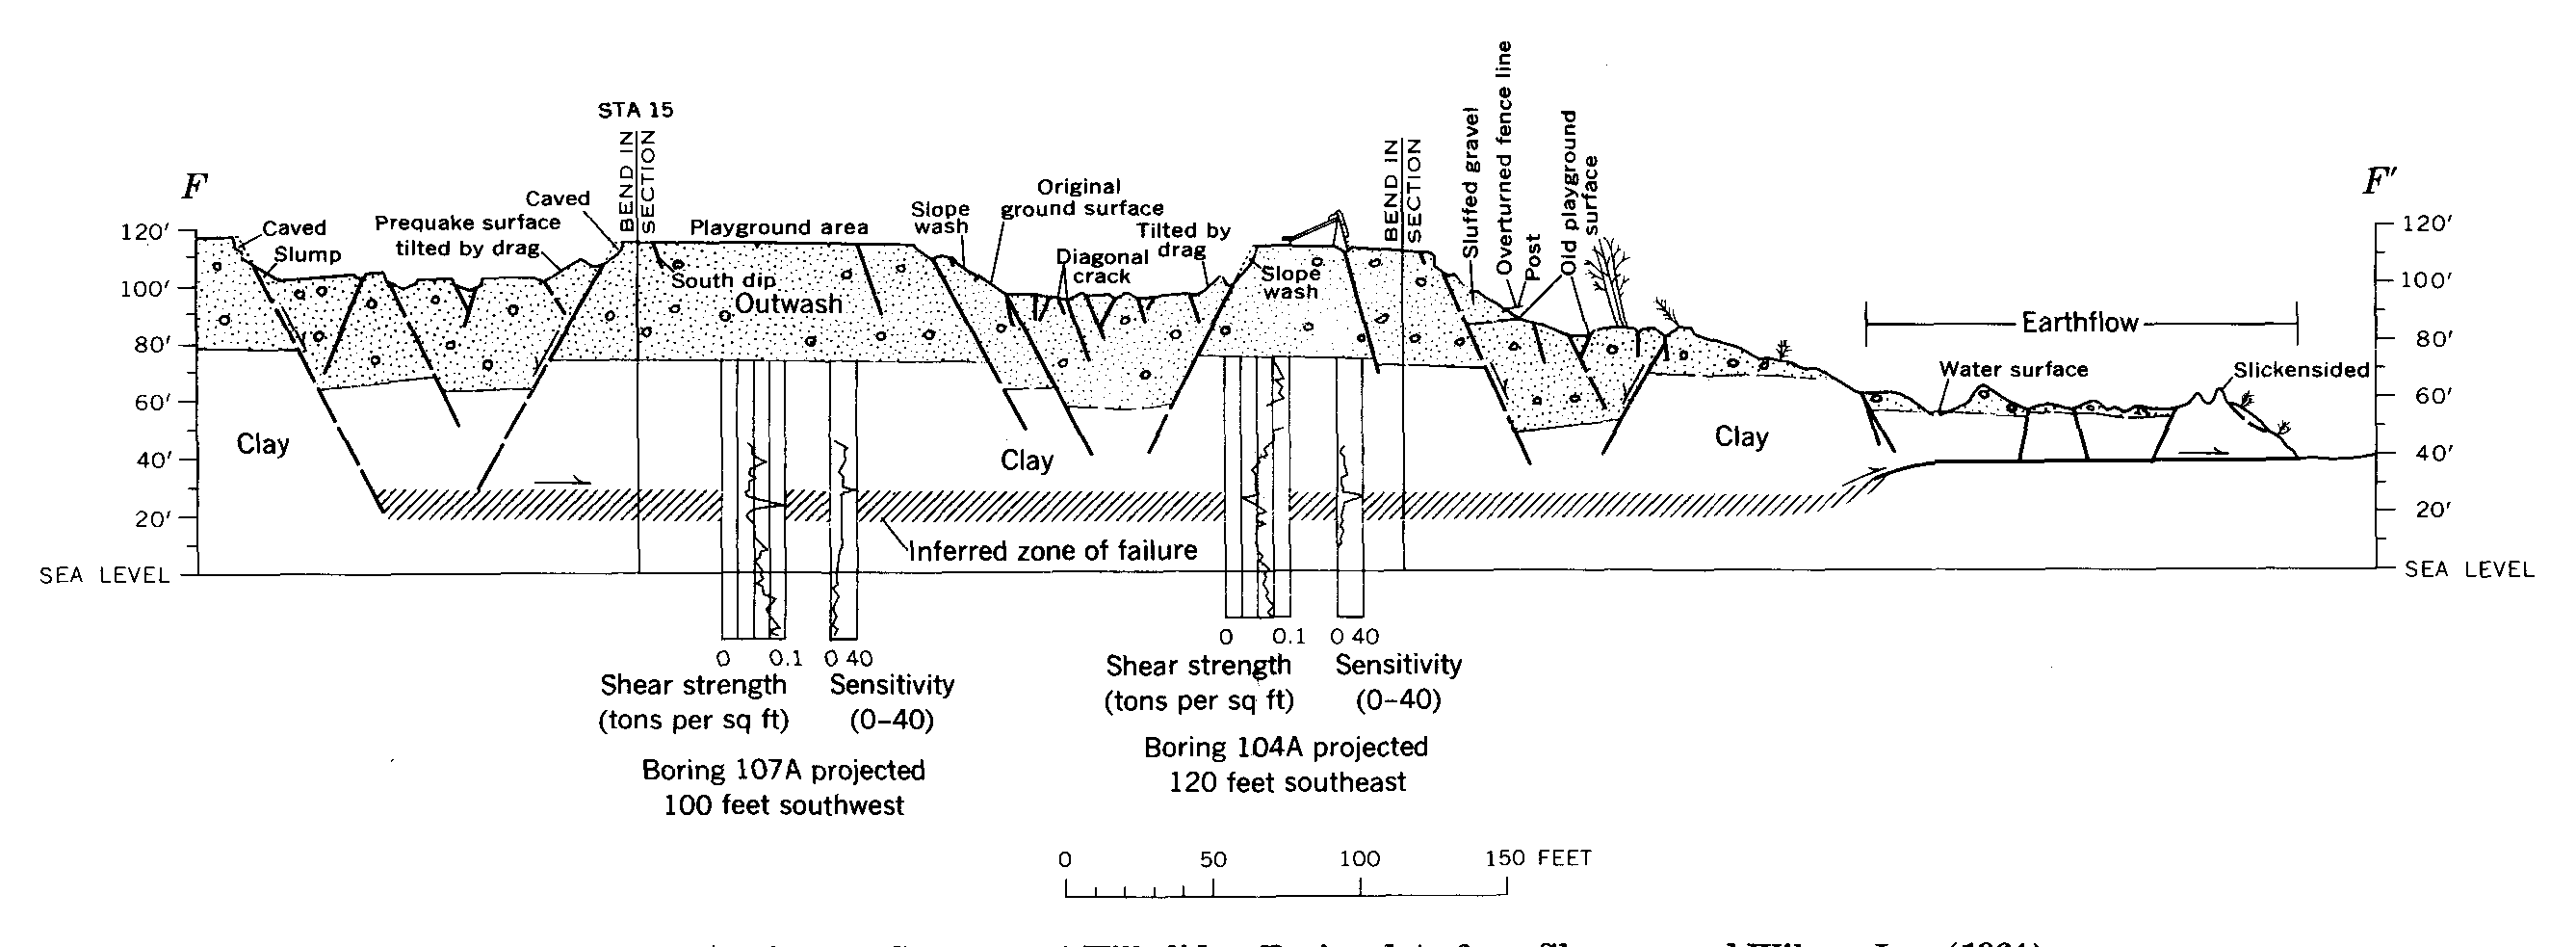 STA 15
F
F′
BEND IN
SECTION
BEND IN
SECTION
Sluffed gravel
Overturned fence line
Post
Old playground
surface
Caved
Slump
Prequake surface
tilted by drag
Caved
Playground area
South dip
Outwash
Slope
wash
Original
ground surface
Diagonal
crack
Tilted by
drag
Slope
wash
Earthflow
Water surface
Slickensided
120′
100′
80′
60′
40′
20′
SEA LEVEL
120′
100′
80′
60′
40′
20′
SEA LEVEL
Clay
Clay
Clay
Inferred zone of failure
0 0.1 0 40
Shear strength Sensitivity
(tons per sq ft) (0–40)
Boring 107A projected
100 feet southwest
0 0.1 0 40
Shear strength Sensitivity
(tons per sq ft) (0–40)
Boring 104A projected
120 feet southeast
0 50 100 150 FEET